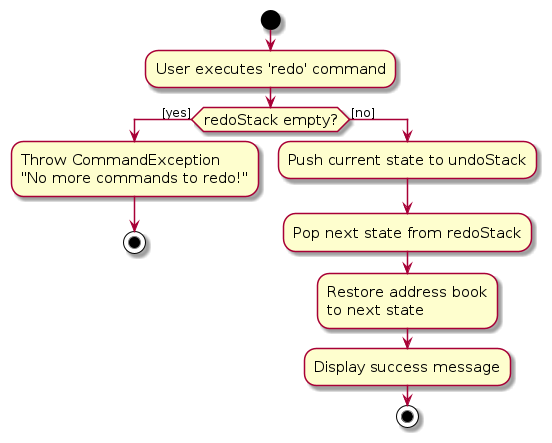 User executes 'redo' command
[yes]
redoStack empty?
[no]
Throw CommandException
"No more commands to redo!"
Push current state to undoStack
Pop next state from redoStack
Restore address book
to next state
Display success message